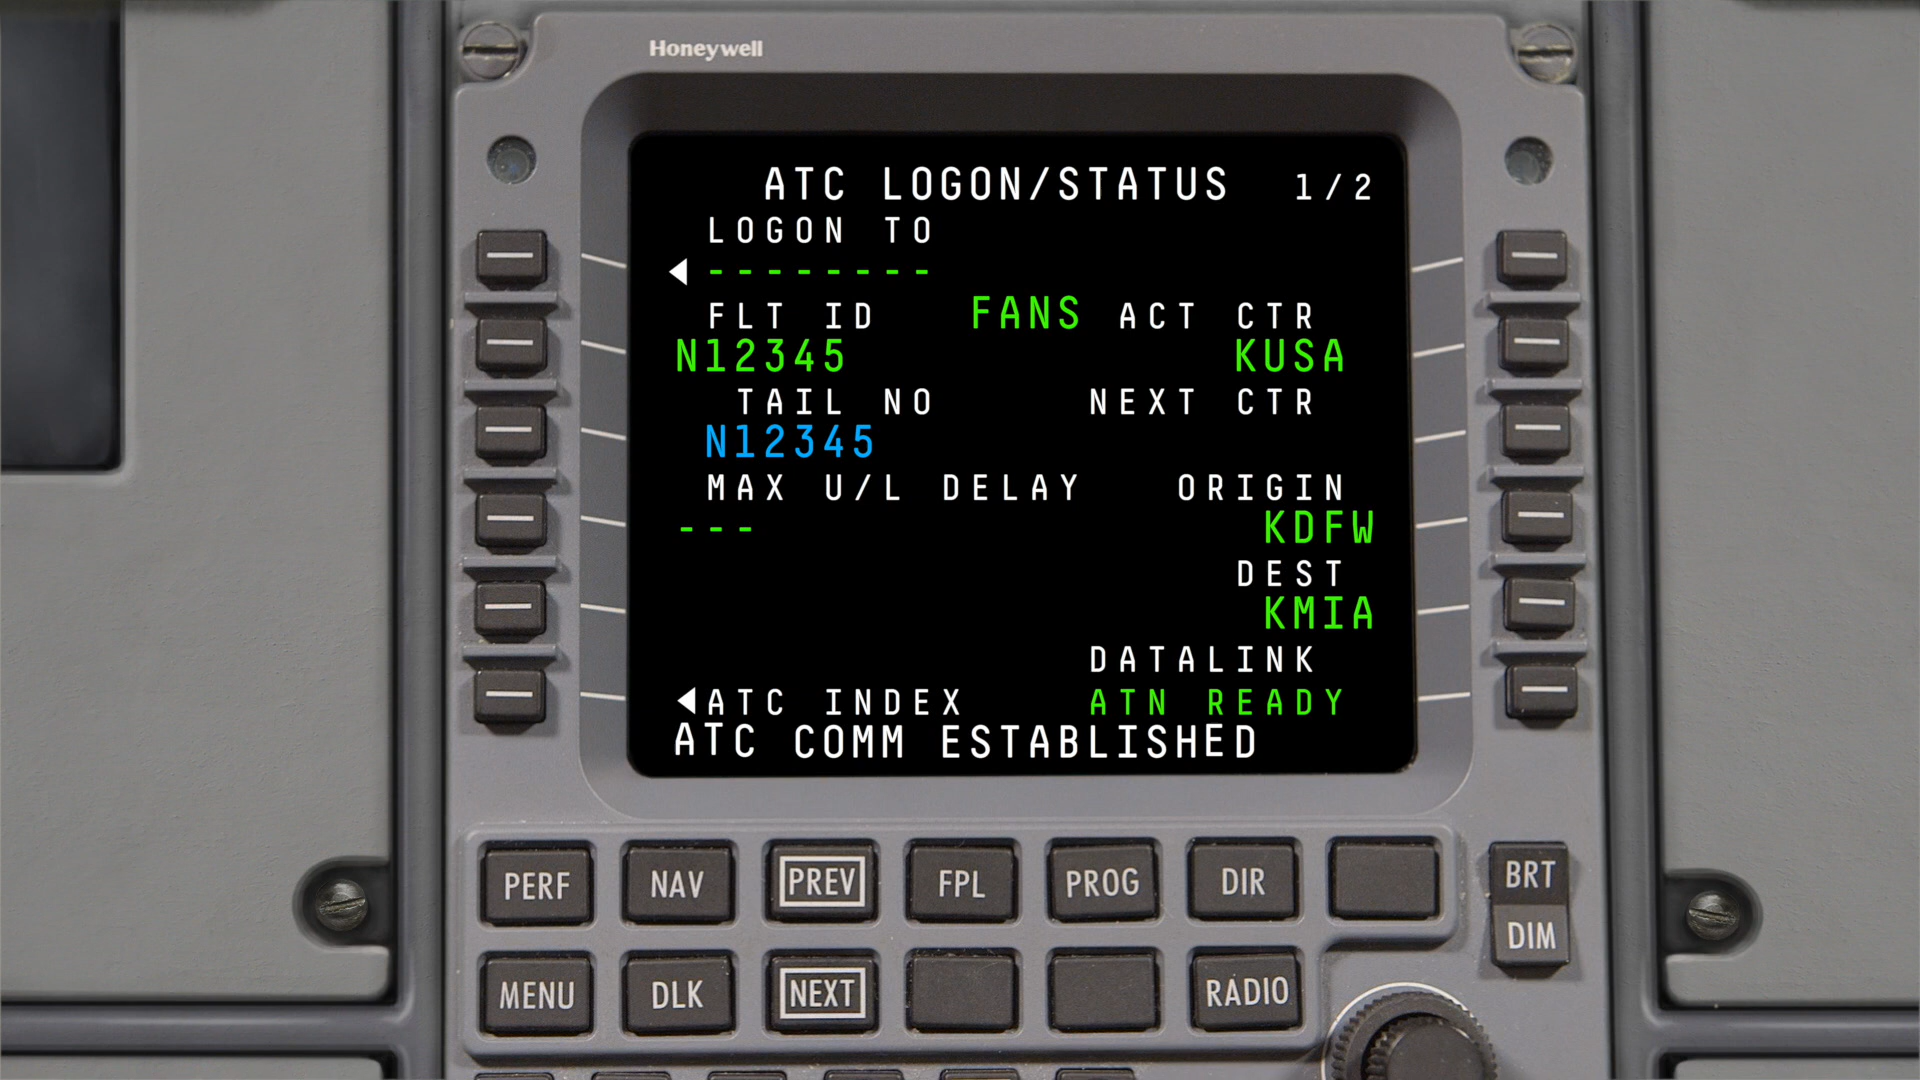 Honeywell
ATC LOGON/STATUS 1/2
LOGON TO
--------
FLT ID FANS ACT CTR
N12345 KUSA
TAIL NO NEXT CTR
N12345
MAX U/L DELAY ORIGIN
--- KDFW
DEST
KMIA
DATALINK
ATC INDEX ATN READY
ATC COMM ESTABLISHED
PERF NAV PREV FPL PROG DIR BRT
DIM
MENU DLK NEXT RADIO